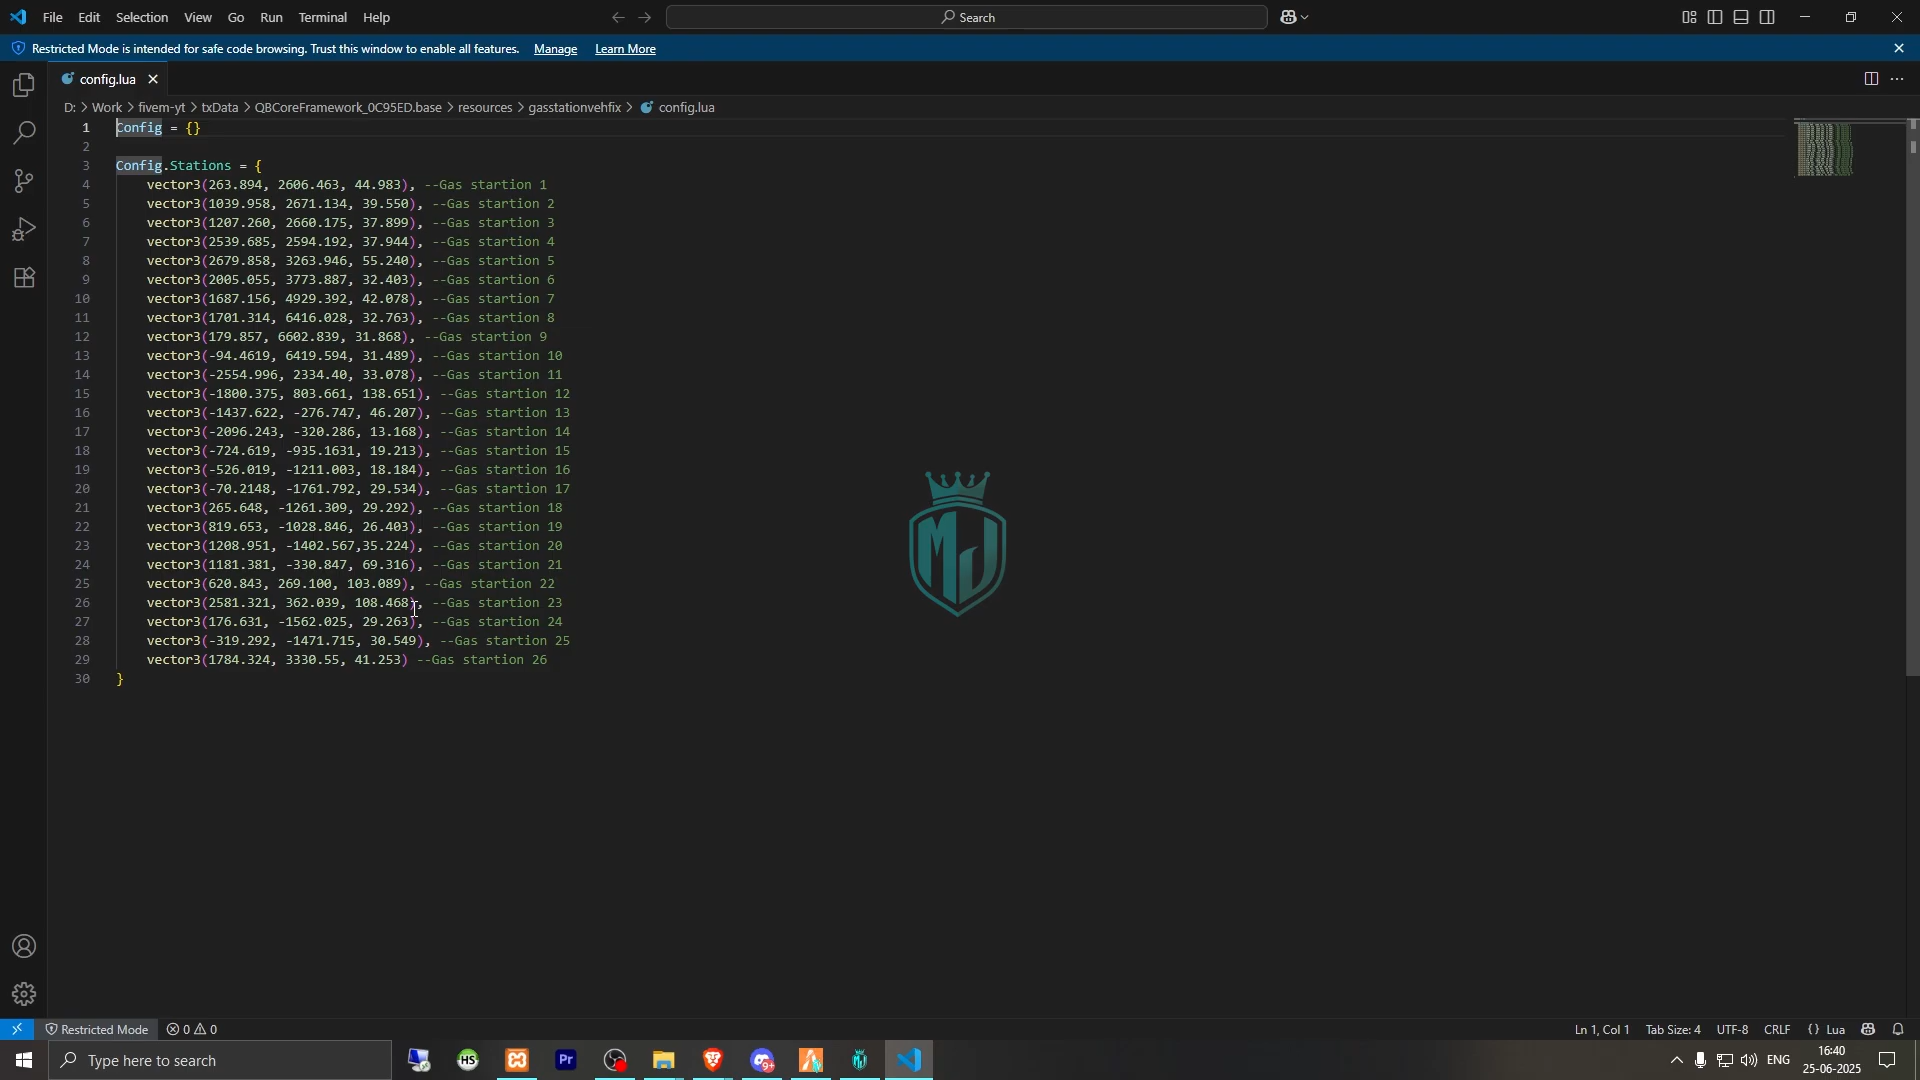 File Edit Selection View Go Run Terminal Help
Search
Restricted Mode is intended for safe code browsing. Trust this window to enable all features. Manage Learn More
config.lua
D: > Work > fivem-yt > txData > QBCoreFramework_0C95ED.base > resources > gasstationvehfix > config.lua
1 Config = {}
2
3 Config.Stations = {
4 vector3(263.894, 2606.463, 44.983), --Gas startion 1
5 vector3(1039.958, 2671.134, 39.550), --Gas startion 2
6 vector3(1207.260, 2660.175, 37.899), --Gas startion 3
7 vector3(2539.685, 2594.192, 37.944), --Gas startion 4
8 vector3(2679.858, 3263.946, 55.240), --Gas startion 5
9 vector3(2005.055, 3773.887, 32.403), --Gas startion 6
10 vector3(1687.156, 4929.392, 42.078), --Gas startion 7
11 vector3(1701.314, 6416.028, 32.763), --Gas startion 8
12 vector3(179.857, 6602.839, 31.868), --Gas startion 9
13 vector3(-94.4619, 6419.594, 31.489), --Gas startion 10
14 vector3(-2554.996, 2334.40, 33.078), --Gas startion 11
15 vector3(-1800.375, 803.661, 138.651), --Gas startion 12
16 vector3(-1437.622, -276.747, 46.207), --Gas startion 13
17 vector3(-2096.243, -320.286, 13.168), --Gas startion 14
18 vector3(-724.619, -935.1631, 19.213), --Gas startion 15
19 vector3(-526.019, -1211.003, 18.184), --Gas startion 16
20 vector3(-70.2148, -1761.792, 29.534), --Gas startion 17
21 vector3(265.648, -1261.309, 29.292), --Gas startion 18
22 vector3(819.653, -1028.846, 26.403), --Gas startion 19
23 vector3(1208.951, -1402.567,35.224), --Gas startion 20
24 vector3(1181.381, -330.847, 69.316), --Gas startion 21
25 vector3(620.843, 269.100, 103.089), --Gas startion 22
26 vector3(2581.321, 362.039, 108.468), --Gas startion 23
27 vector3(176.631, -1562.025, 29.263), --Gas startion 24
28 vector3(-319.292, -1471.715, 30.549), --Gas startion 25
29 vector3(1784.324, 3330.55, 41.253) --Gas startion 26
30 }
MJ
Restricted Mode 0 0 Ln 1, Col 1 Tab Size: 4 UTF-8 CRLF {} Lua
Type here to search
HS
Pr
9+
ENG
16:40
25-06-2025